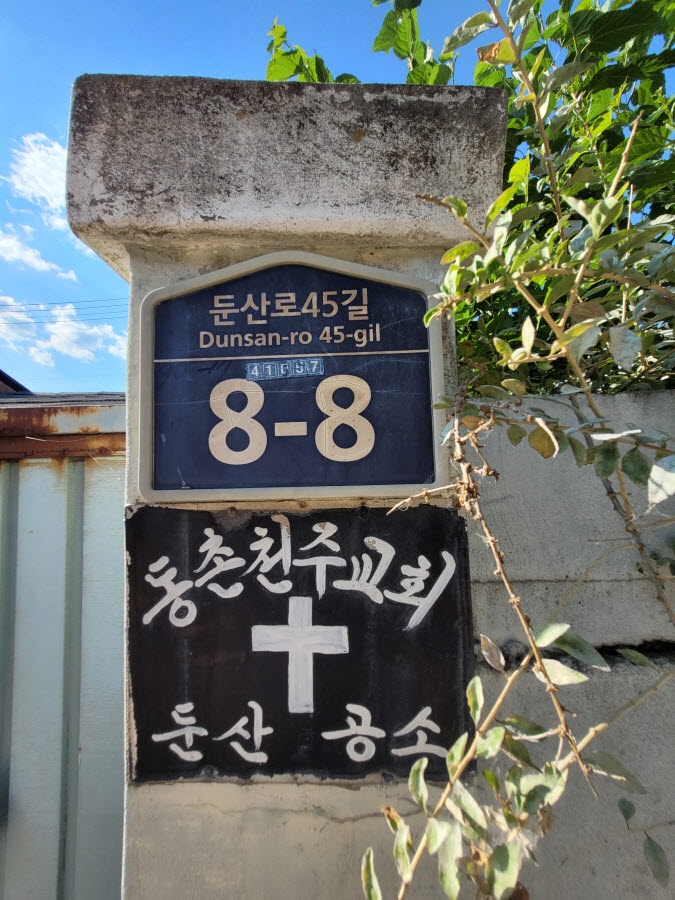 둔산로45길
Dunsan-ro 45-gil
41057
8-8
동촌천주교회
둔산 공소